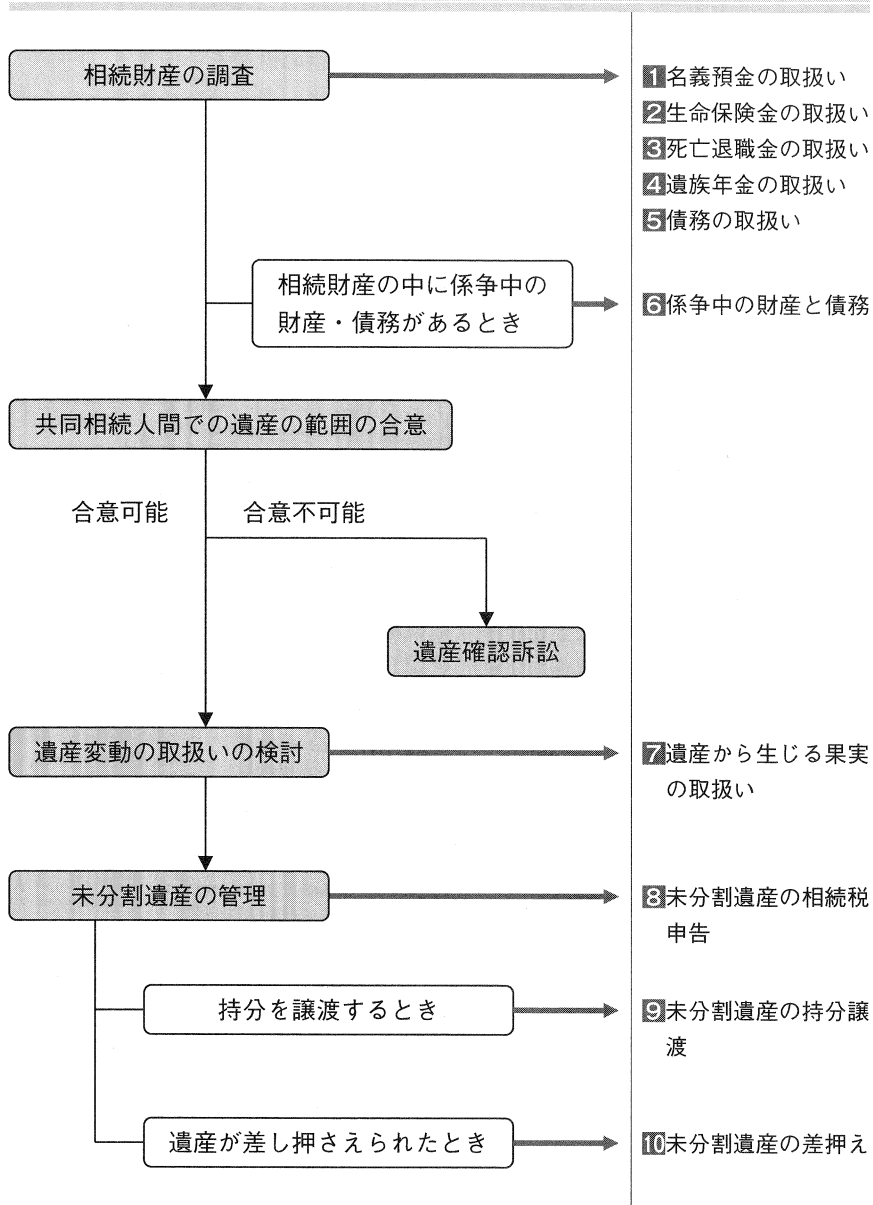 相続財産の調査
1名義預金の取扱い
2生命保険金の取扱い
3死亡退職金の取扱い
4遺族年金の取扱い
5債務の取扱い
相続財産の中に係争中の
財産・債務があるとき
6係争中の財産と債務
共同相続人間での遺産の範囲の合意
合意可能
合意不可能
遺産確認訴訟
遺産変動の取扱いの検討
7遺産から生じる果実
の取扱い
未分割遺産の管理
8未分割遺産の相続税
申告
持分を譲渡するとき
9未分割遺産の持分譲
渡
遺産が差し押さえられたとき
10未分割遺産の差押え